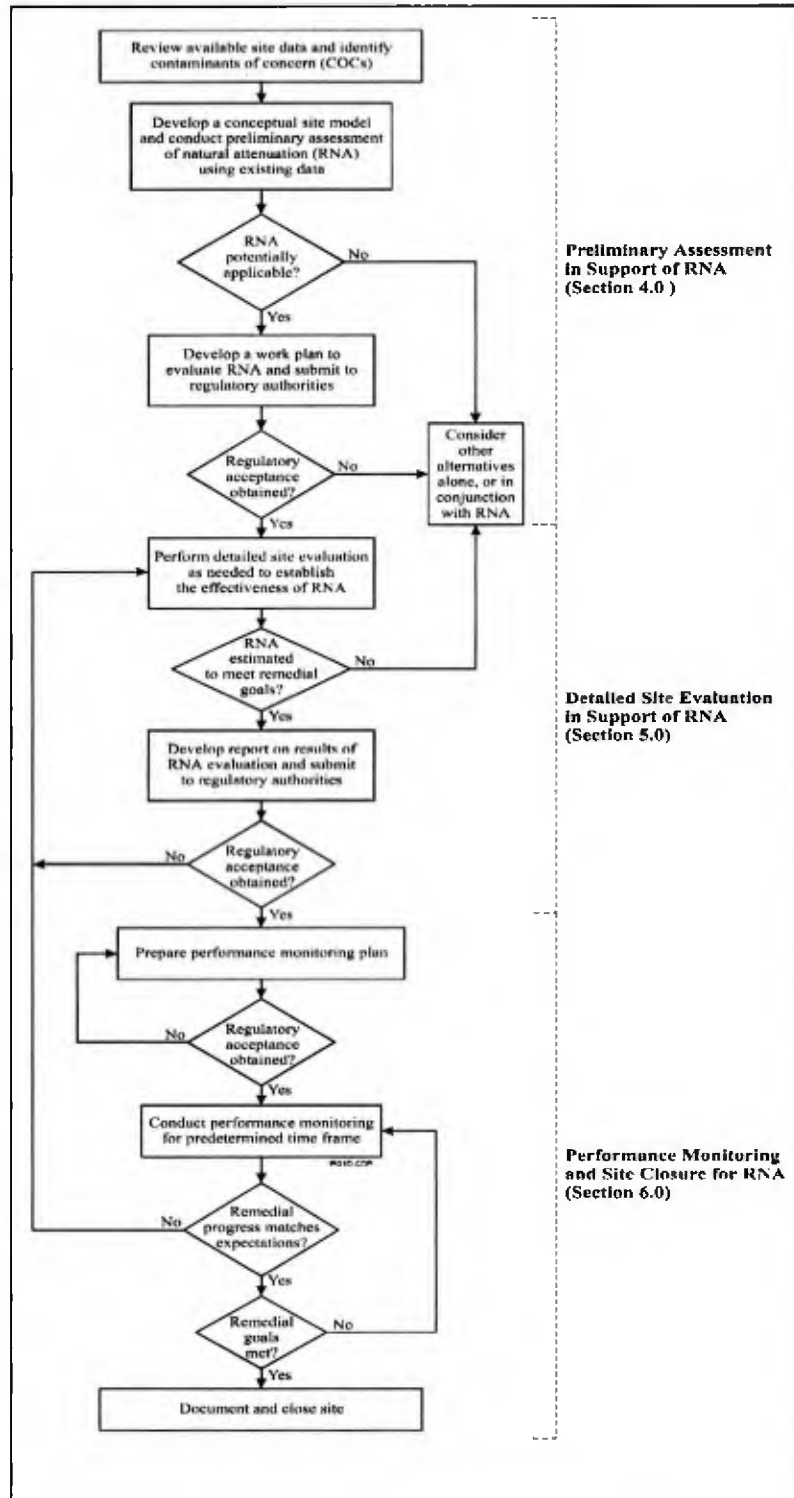 Review available site data and identify
contaminants of concern (COCs)
Develop a conceptual site model
and conduct preliminary assessment
of natural attenuation (RNA)
using existing data
RNA
potentially
applicable?
No
Yes
Preliminary Assessment
in Support of RNA
(Section 4.0 )
Develop a work plan to
evaluate RNA and submit to
regulatory authorities
Regulatory
acceptance
obtained?
No
Yes
Consider
other
alternatives
alone, or in
conjunction
with RNA
Perform detailed site evaluation
as needed to establish
the effectiveness of RNA
RNA
estimated
to meet remedial
goals?
No
Yes
Detailed Site Evaluation
in Support of RNA
(Section 5.0)
Develop report on results of
RNA evaluation and submit
to regulatory authorities
Regulatory
acceptance
obtained?
No
Yes
Prepare performance monitoring plan
Regulatory
acceptance
obtained?
No
Yes
Conduct performance monitoring
for predetermined time frame
Performance Monitoring
and Site Closure for RNA
(Section 6.0)
Remedial
progress matches
expectations?
No
Yes
Remedial
goals
met?
No
Yes
Document and close site